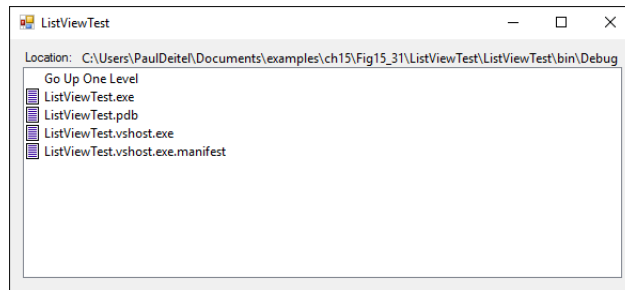 ListViewTest
Location: C:\Users\PaulDeitel\Documents\examples\ch15\Fig15_31\ListViewTest\ListViewTest\bin\Debug
Go Up One Level
ListViewTest.exe
ListViewTest.pdb
ListViewTest.vshost.exe
ListViewTest.vshost.exe.manifest